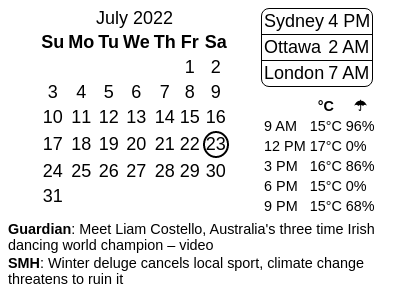 July 2022
Su Mo Tu We Th Fr Sa
1 2
3 4 5 6 7 8 9
10 11 12 13 14 15 16
17 18 19 20 21 22 23
24 25 26 27 28 29 30
31
Sydney 4 PM
Ottawa 2 AM
London 7 AM
°C ☂
9 AM 15°C 96%
12 PM 17°C 0%
3 PM 16°C 86%
6 PM 15°C 0%
9 PM 15°C 68%
Guardian: Meet Liam Costello, Australia's three time Irish
dancing world champion – video
SMH: Winter deluge cancels local sport, climate change
threatens to ruin it